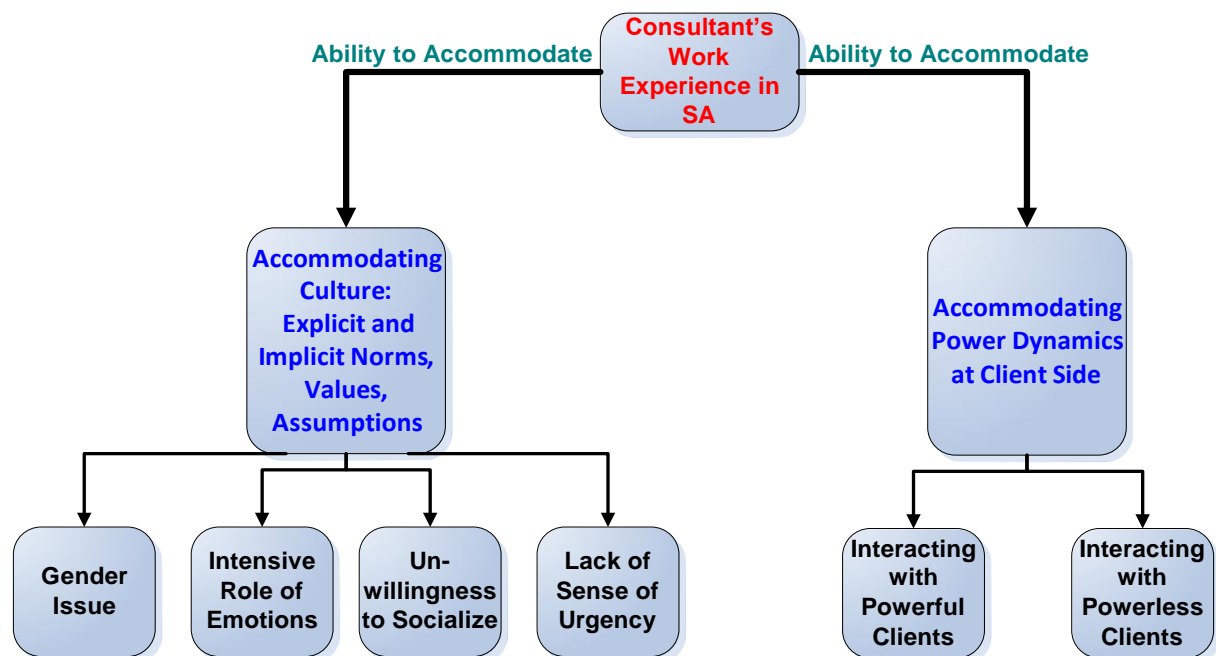 Consultant's
Work
Experience in
SA
Ability to Accommodate
Ability to Accommodate
Accommodating
Culture:
Explicit and
Implicit Norms,
Values,
Assumptions
Accommodating
Power Dynamics
at Client Side
Gender
Issue
Intensive
Role of
Emotions
Un-
willingness
to Socialize
Lack of
Sense of
Urgency
Interacting
with
Powerful
Clients
Interacting
with
Powerless
Clients